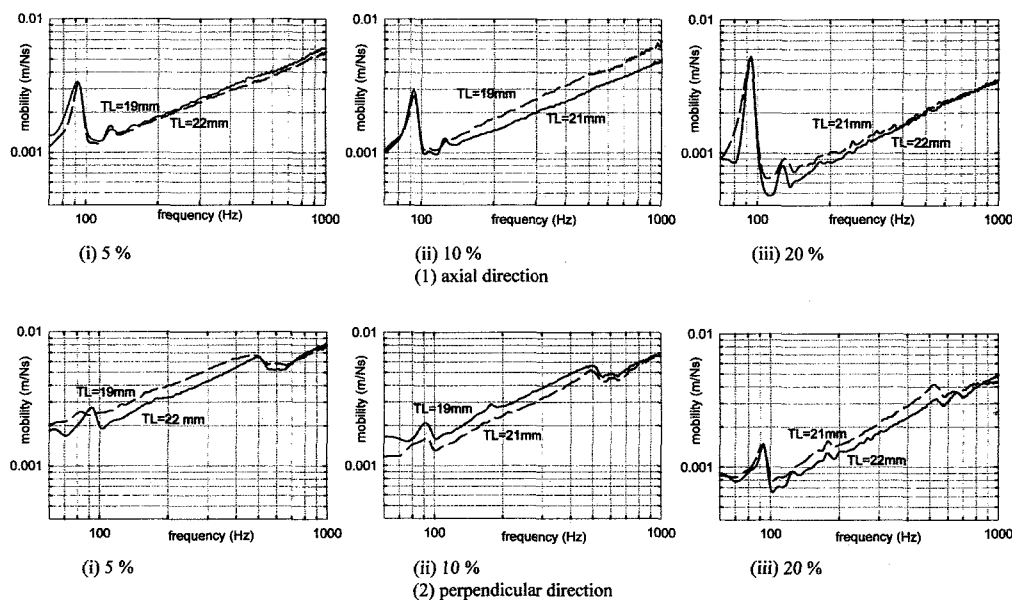 0.01
mobility (m/Ns)
0.001
TL=19mm
TL=22mm
100
frequency (Hz)
1000
(i) 5 %
0.01
mobility (m/Ns)
0.001
TL=19mm
TL=21mm
100
frequency (Hz)
1000
(ii) 10 %
(1) axial direction
0.01
mobility (m/Ns)
0.001
TL=21mm
TL=22mm
100
frequency (Hz)
1000
(iii) 20 %
0.01
mobility (m/Ns)
0.001
TL=19mm
TL=22 mm
100
frequency (Hz)
1000
(i) 5 %
0.01
mobility (m/Ns)
0.001
TL=19mm
TL=21mm
100
frequency (Hz)
1000
(ii) 10 %
(2) perpendicular direction
0.01
mobility (m/Ns)
0.001
TL=21mm
TL=22mm
100
frequency (Hz)
1000
(iii) 20 %